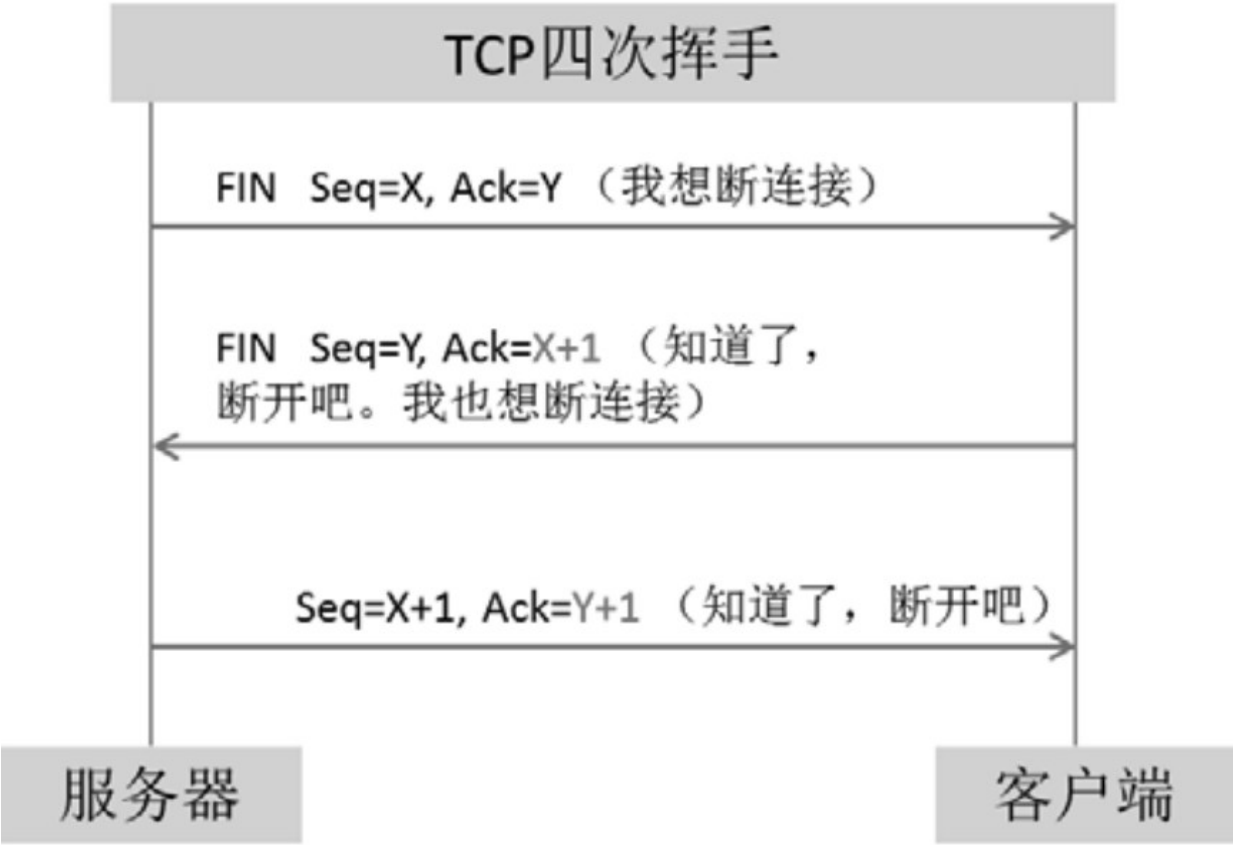 TCP四次挥手
FIN Seq=X, Ack=Y （我想断连接）
FIN Seq=Y, Ack=X+1 （知道了，
断开吧。我也想断连接）
Seq=X+1, Ack=Y+1 （知道了，断开吧）
服务器
客户端